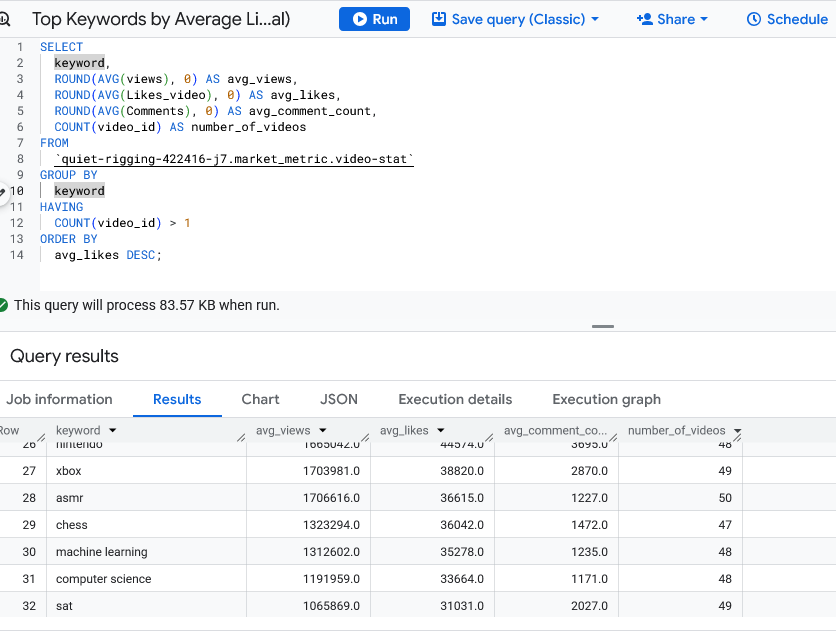 Top Keywords by Average Li...al)
Run
Save query (Classic)
Share
Schedule
1 SELECT
2 keyword,
3 ROUND(AVG(views), 0) AS avg_views,
4 ROUND(AVG(Likes_video), 0) AS avg_likes,
5 ROUND(AVG(Comments), 0) AS avg_comment_count,
6 COUNT(video_id) AS number_of_videos
7 FROM
8 `quiet-rigging-422416-j7.market_metric.video-stat`
9 GROUP BY
10 keyword
11 HAVING
12 COUNT(video_id) > 1
13 ORDER BY
14 avg_likes DESC;
This query will process 83.57 KB when run.
Query results
Job information Results Chart JSON Execution details Execution graph
Row keyword avg_views avg_likes avg_comment_co... number_of_videos
26 nintendo 1665042.0 44574.0 3695.0 48
27 xbox 1703981.0 38820.0 2870.0 49
28 asmr 1706616.0 36615.0 1227.0 50
29 chess 1323294.0 36042.0 1472.0 47
30 machine learning 1312602.0 35278.0 1235.0 48
31 computer science 1191959.0 33664.0 1171.0 48
32 sat 1065869.0 31031.0 2027.0 49